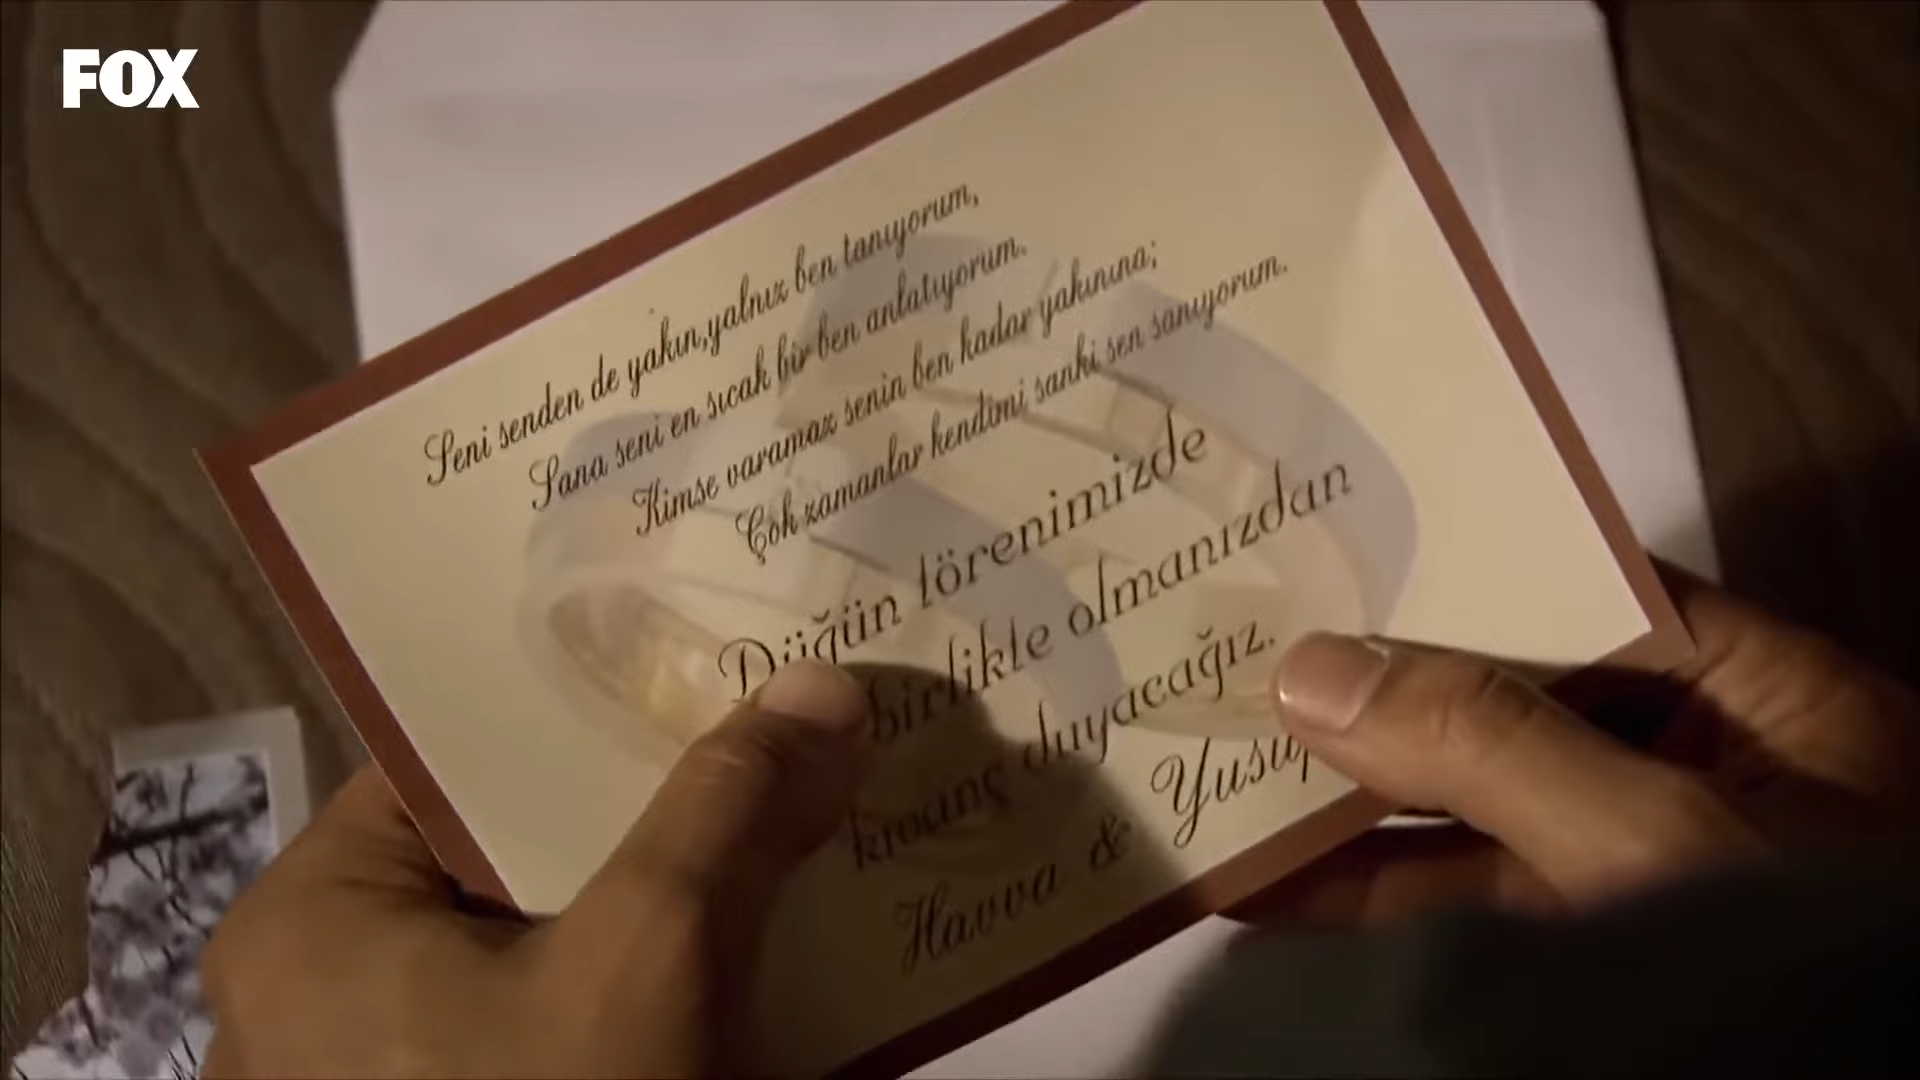 FOX
Seni senden de yakın,yalnız ben tanıyorum,
Sana seni en sıcak bir ben anlatıyorum.
Kimse varamaz senin ben kadar yakınına;
Çok zamanlar kendimi sanki sen sanıyorum.
Düğün törenimizde
birlikte olmanızdan
kıvanç duyacağız.
Havva & Yusuf